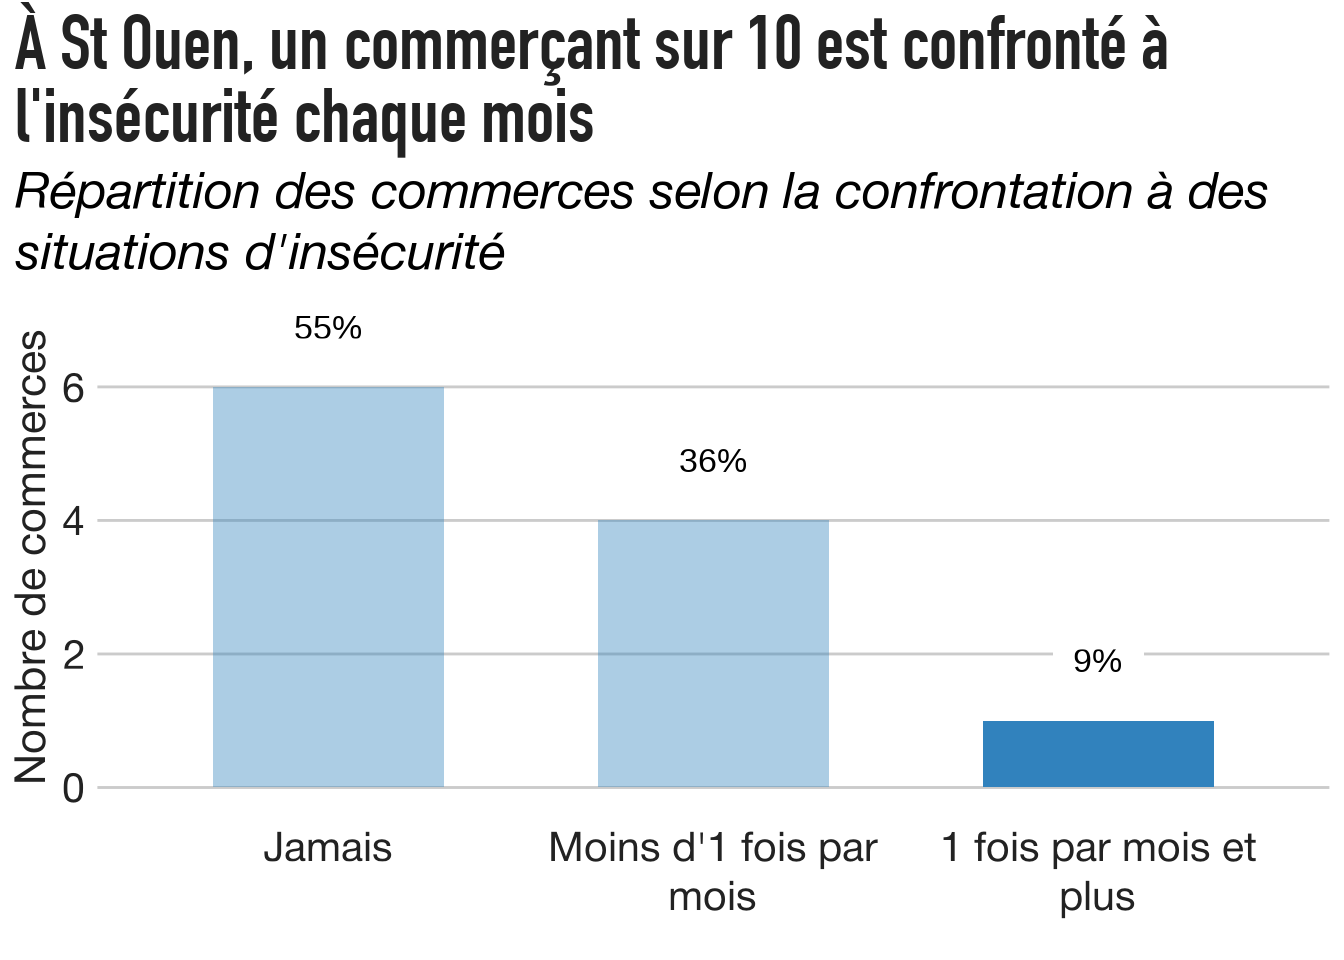 À St Ouen, un commerçant sur 10 est confronté à
l'insécurité chaque mois
Répartition des commerces selon la confrontation à des
situations d'insécurité
Nombre de commerces
55%
6
36%
4
2
9%
0
Jamais
Moins d'1 fois par
mois
1 fois par mois et
plus